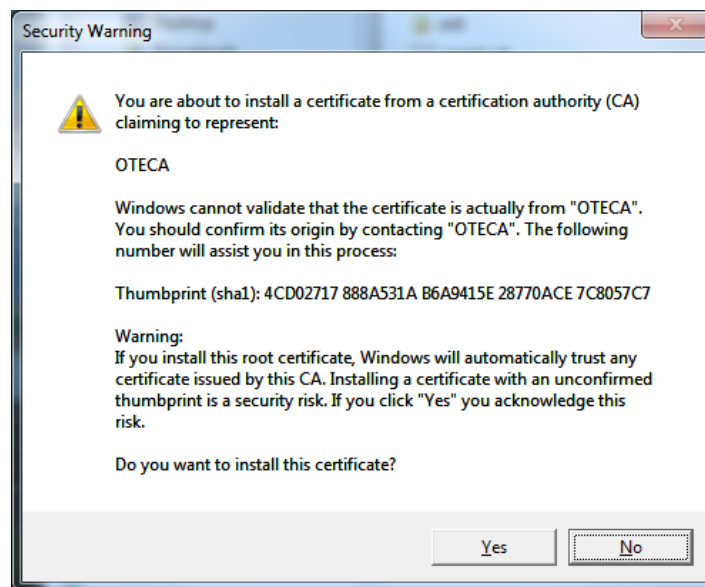 Security Warning
You are about to install a certificate from a certification authority (CA)
claiming to represent:
OTECA
Windows cannot validate that the certificate is actually from "OTECA".
You should confirm its origin by contacting "OTECA". The following
number will assist you in this process:
Thumbprint (sha1): 4CD02717 888A531A B6A9415E 28770ACE 7C8057C7
Warning:
If you install this root certificate, Windows will automatically trust any
certificate issued by this CA. Installing a certificate with an unconfirmed
thumbprint is a security risk. If you click "Yes" you acknowledge this
risk.
Do you want to install this certificate?
Yes No